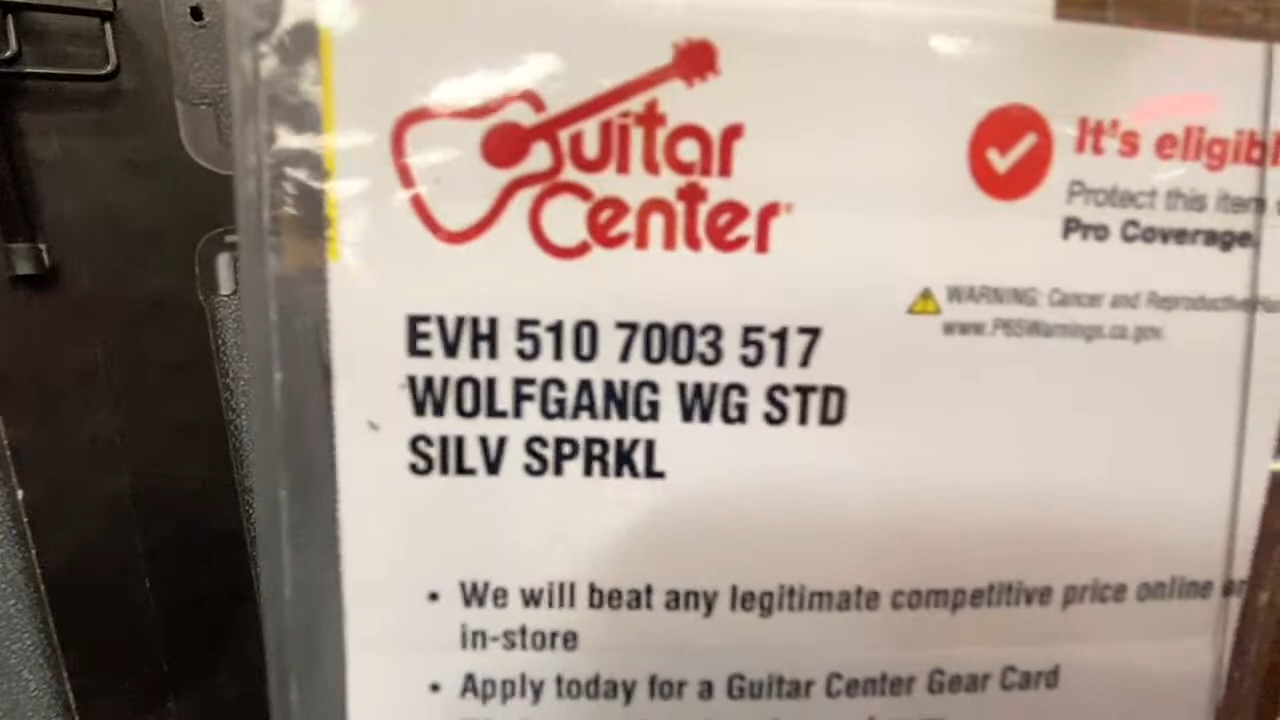 Guitar
Center
It's eligib
Protect this item
Pro Coverage.
WARNING: Cancer and Reproductive
www.P65Warnings.ca.gov.
EVH 510 7003 517
WOLFGANG WG STD
SILV SPRKL
• We will beat any legitimate competitive price online or
in-store
• Apply today for a Guitar Center Gear Card